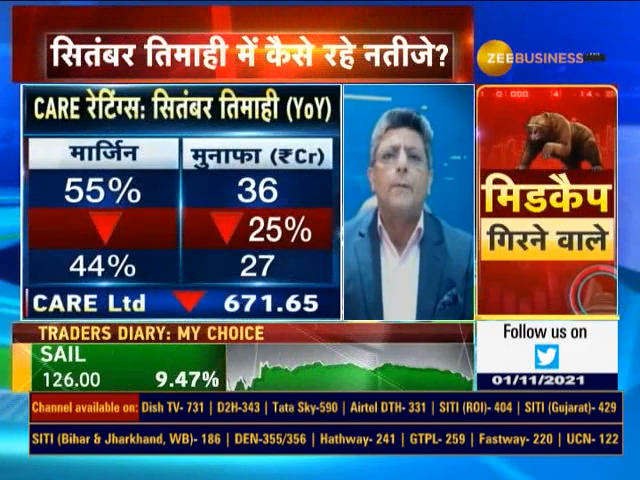 सितंबर तिमाही में कैसे रहे नतीजे?
ZEE BUSINESS
CARE रेटिंग्स: सितंबर तिमाही (YoY)
मार्जिन मुनाफा (₹Cr)
55% 36
25%
44% 27
CARE Ltd 671.65
मिडकैप
गिरने वाले
TRADERS DIARY: MY CHOICE
SAIL
126.00 9.47%
Follow us on
01/11/2021
Channel available on: Dish TV- 731 | D2H-343 | Tata Sky-590 | Airtel DTH- 331 | SITI (ROI)- 404 | SITI (Gujarat)- 429
SITI (Bihar & Jharkhand, WB)- 186 | DEN-355/356 | Hathway- 241 | GTPL- 259 | Fastway- 220 | UCN- 122